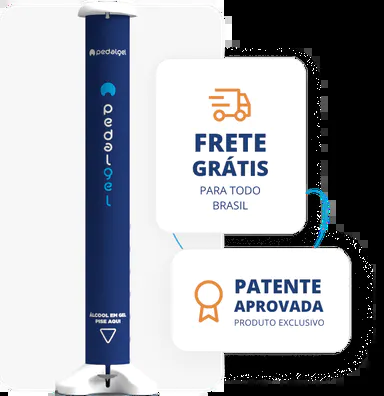 pedalgel
pedalgel
ÁLCOOL EM GEL
PISE AQUI
FRETE
GRÁTIS
PARA TODO
BRASIL
PATENTE
APROVADA
PRODUTO EXCLUSIVO